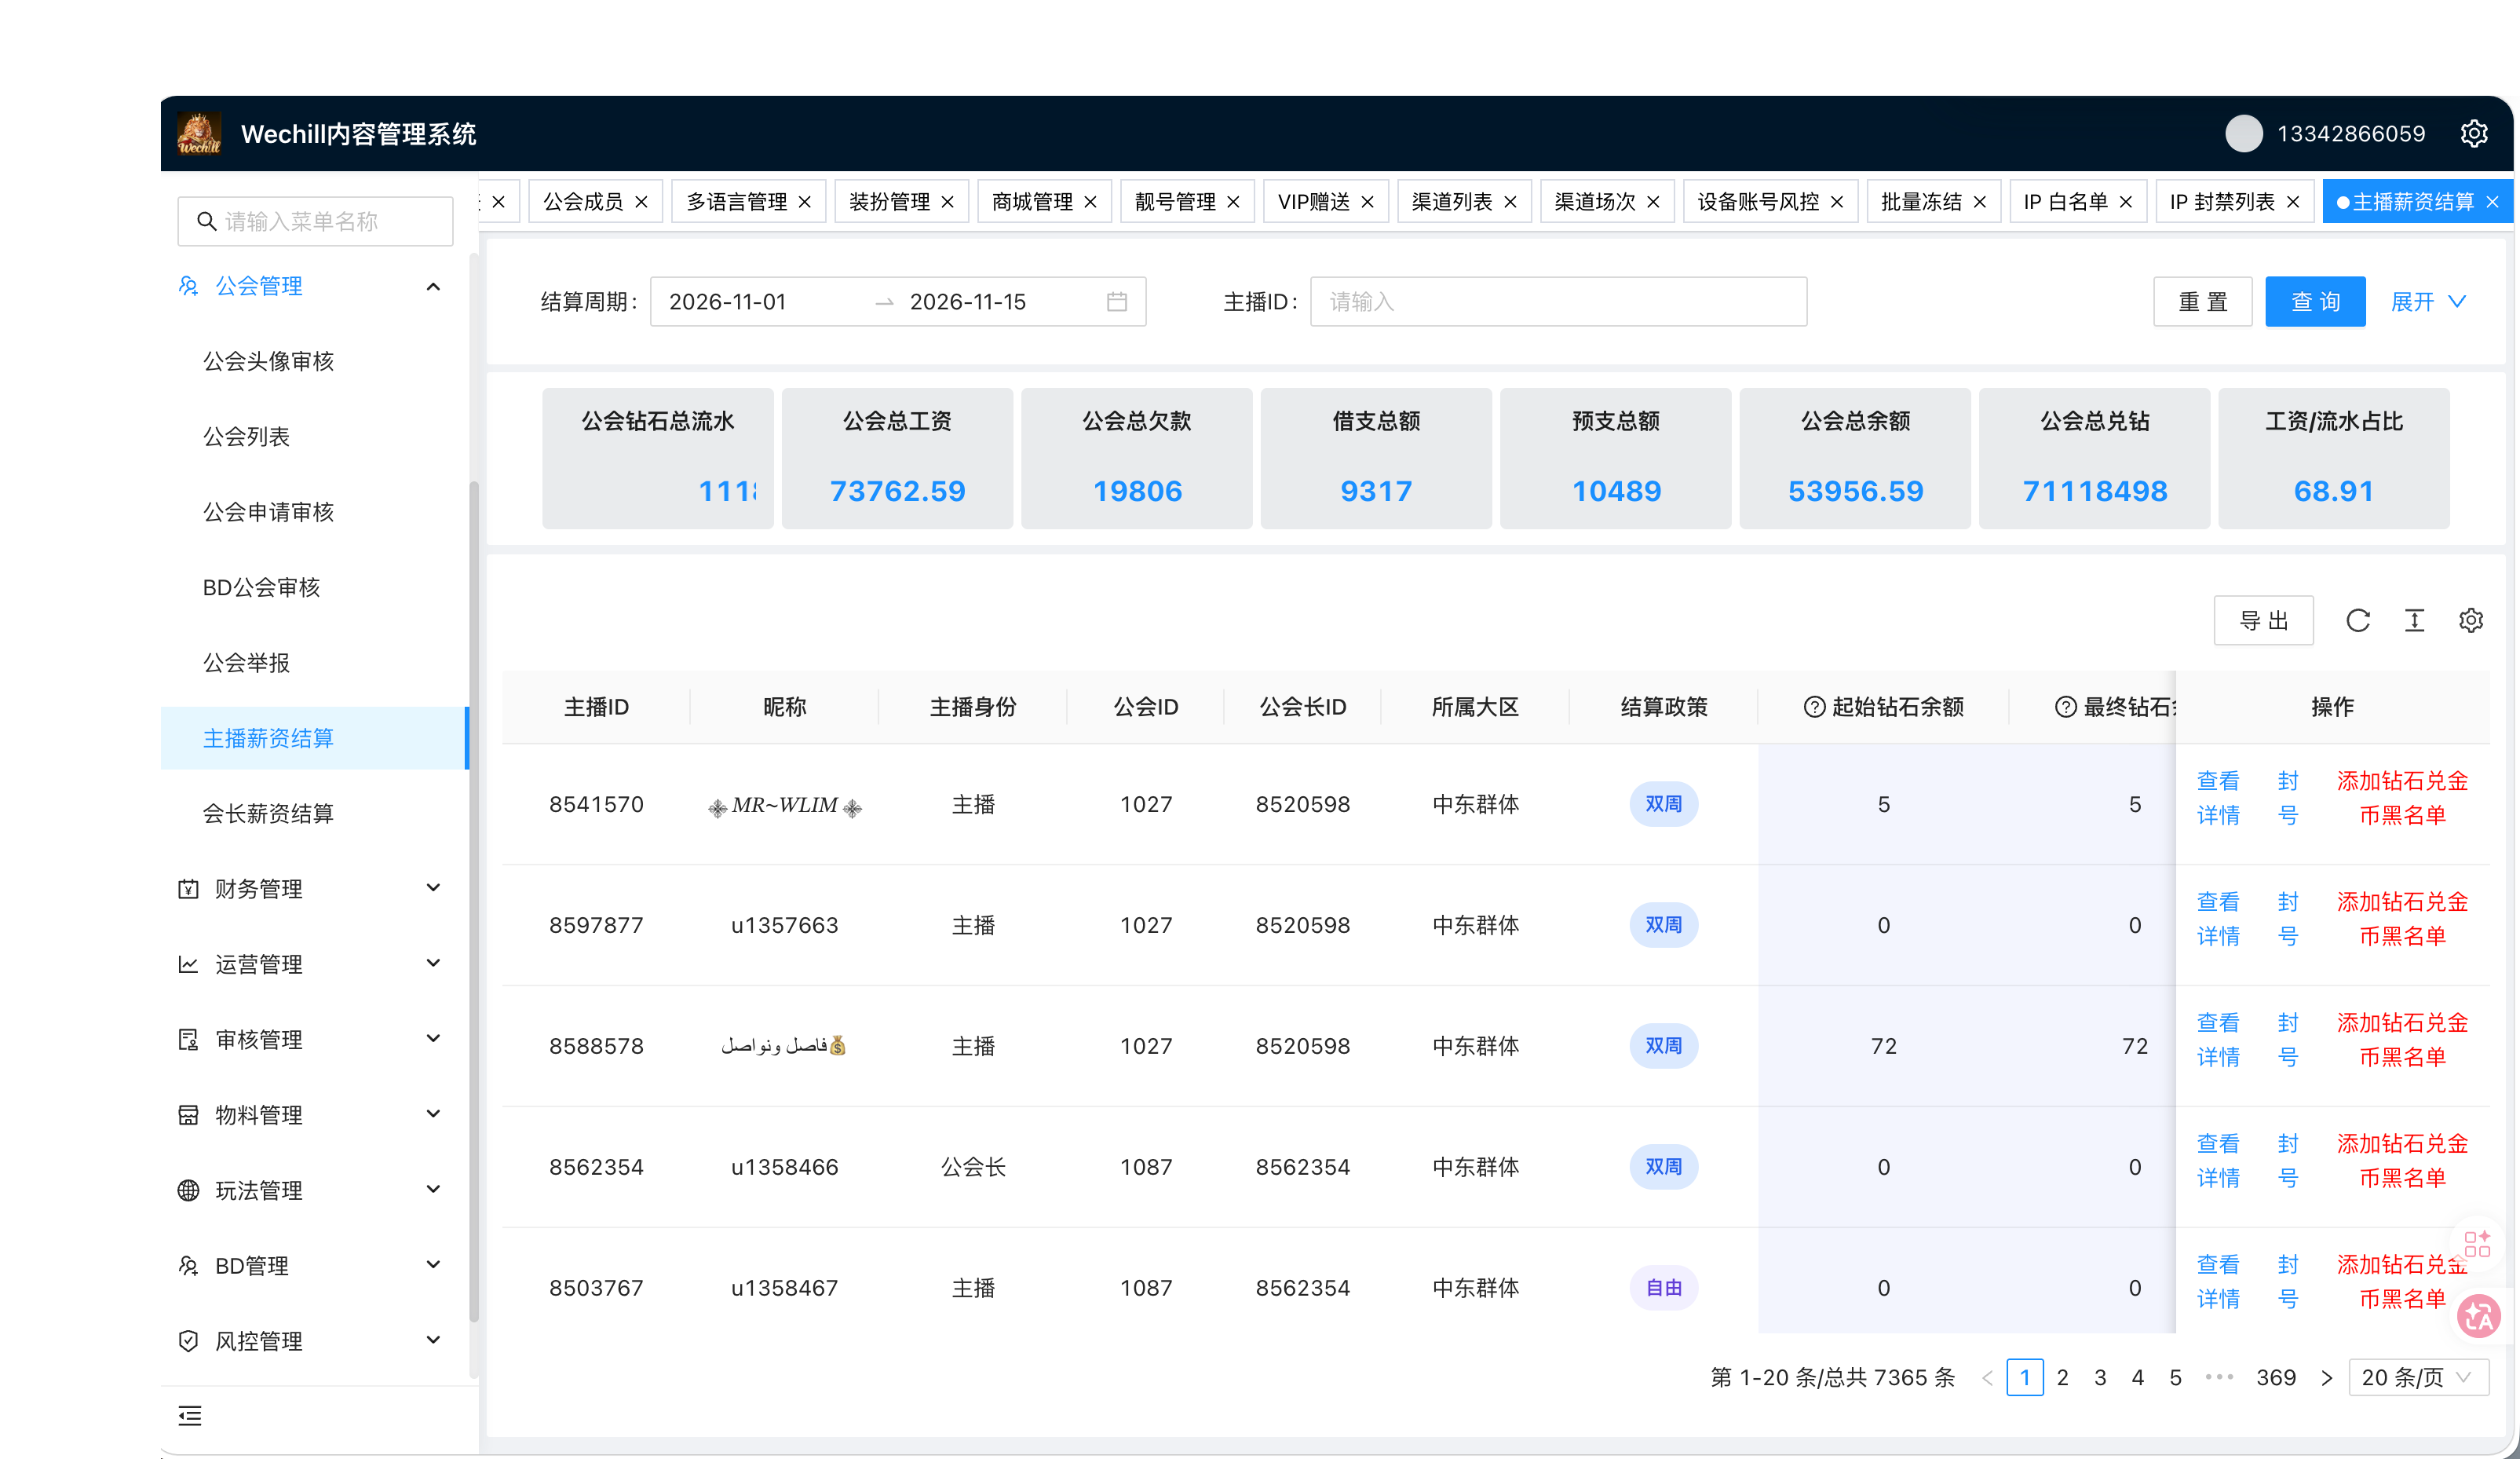 Wechill
Wechill内容管理系统
13342866059
公会成员
多语言管理
装扮管理
商城管理
靓号管理
VIP赠送
渠道列表
渠道场次
设备账号风控
批量冻结
IP 白名单
IP 封禁列表
主播薪资结算
请输入菜单名称
公会管理
公会头像审核
公会列表
公会申请审核
BD公会审核
公会举报
主播薪资结算
会长薪资结算
财务管理
运营管理
审核管理
物料管理
玩法管理
BD管理
风控管理
结算周期: 2026-11-01 → 2026-11-15
主播ID: 请输入
重 置
查 询
展开
公会钻石总流水
111
公会总工资
73762.59
公会总欠款
19806
借支总额
9317
预支总额
10489
公会总余额
53956.59
公会总兑钻
71118498
工资/流水占比
68.91
导 出
主播ID 昵称 主播身份 公会ID 公会长ID 所属大区 结算政策 起始钻石余额 最终钻石 操作
8541570 MR~WLIM 主播 1027 8520598 中东群体 双周 5 5 查看详情 封号 添加钻石兑金币黑名单
8597877 u1357663 主播 1027 8520598 中东群体 双周 0 0 查看详情 封号 添加钻石兑金币黑名单
8588578 💰فاصل ونواصل 主播 1027 8520598 中东群体 双周 72 72 查看详情 封号 添加钻石兑金币黑名单
8562354 u1358466 公会长 1087 8562354 中东群体 双周 0 0 查看详情 封号 添加钻石兑金币黑名单
8503767 u1358467 主播 1087 8562354 中东群体 自由 0 0 查看详情 封号 添加钻石兑金币黑名单
第 1-20 条/总共 7365 条 < 1 2 3 4 5 ••• 369 > 20 条/页